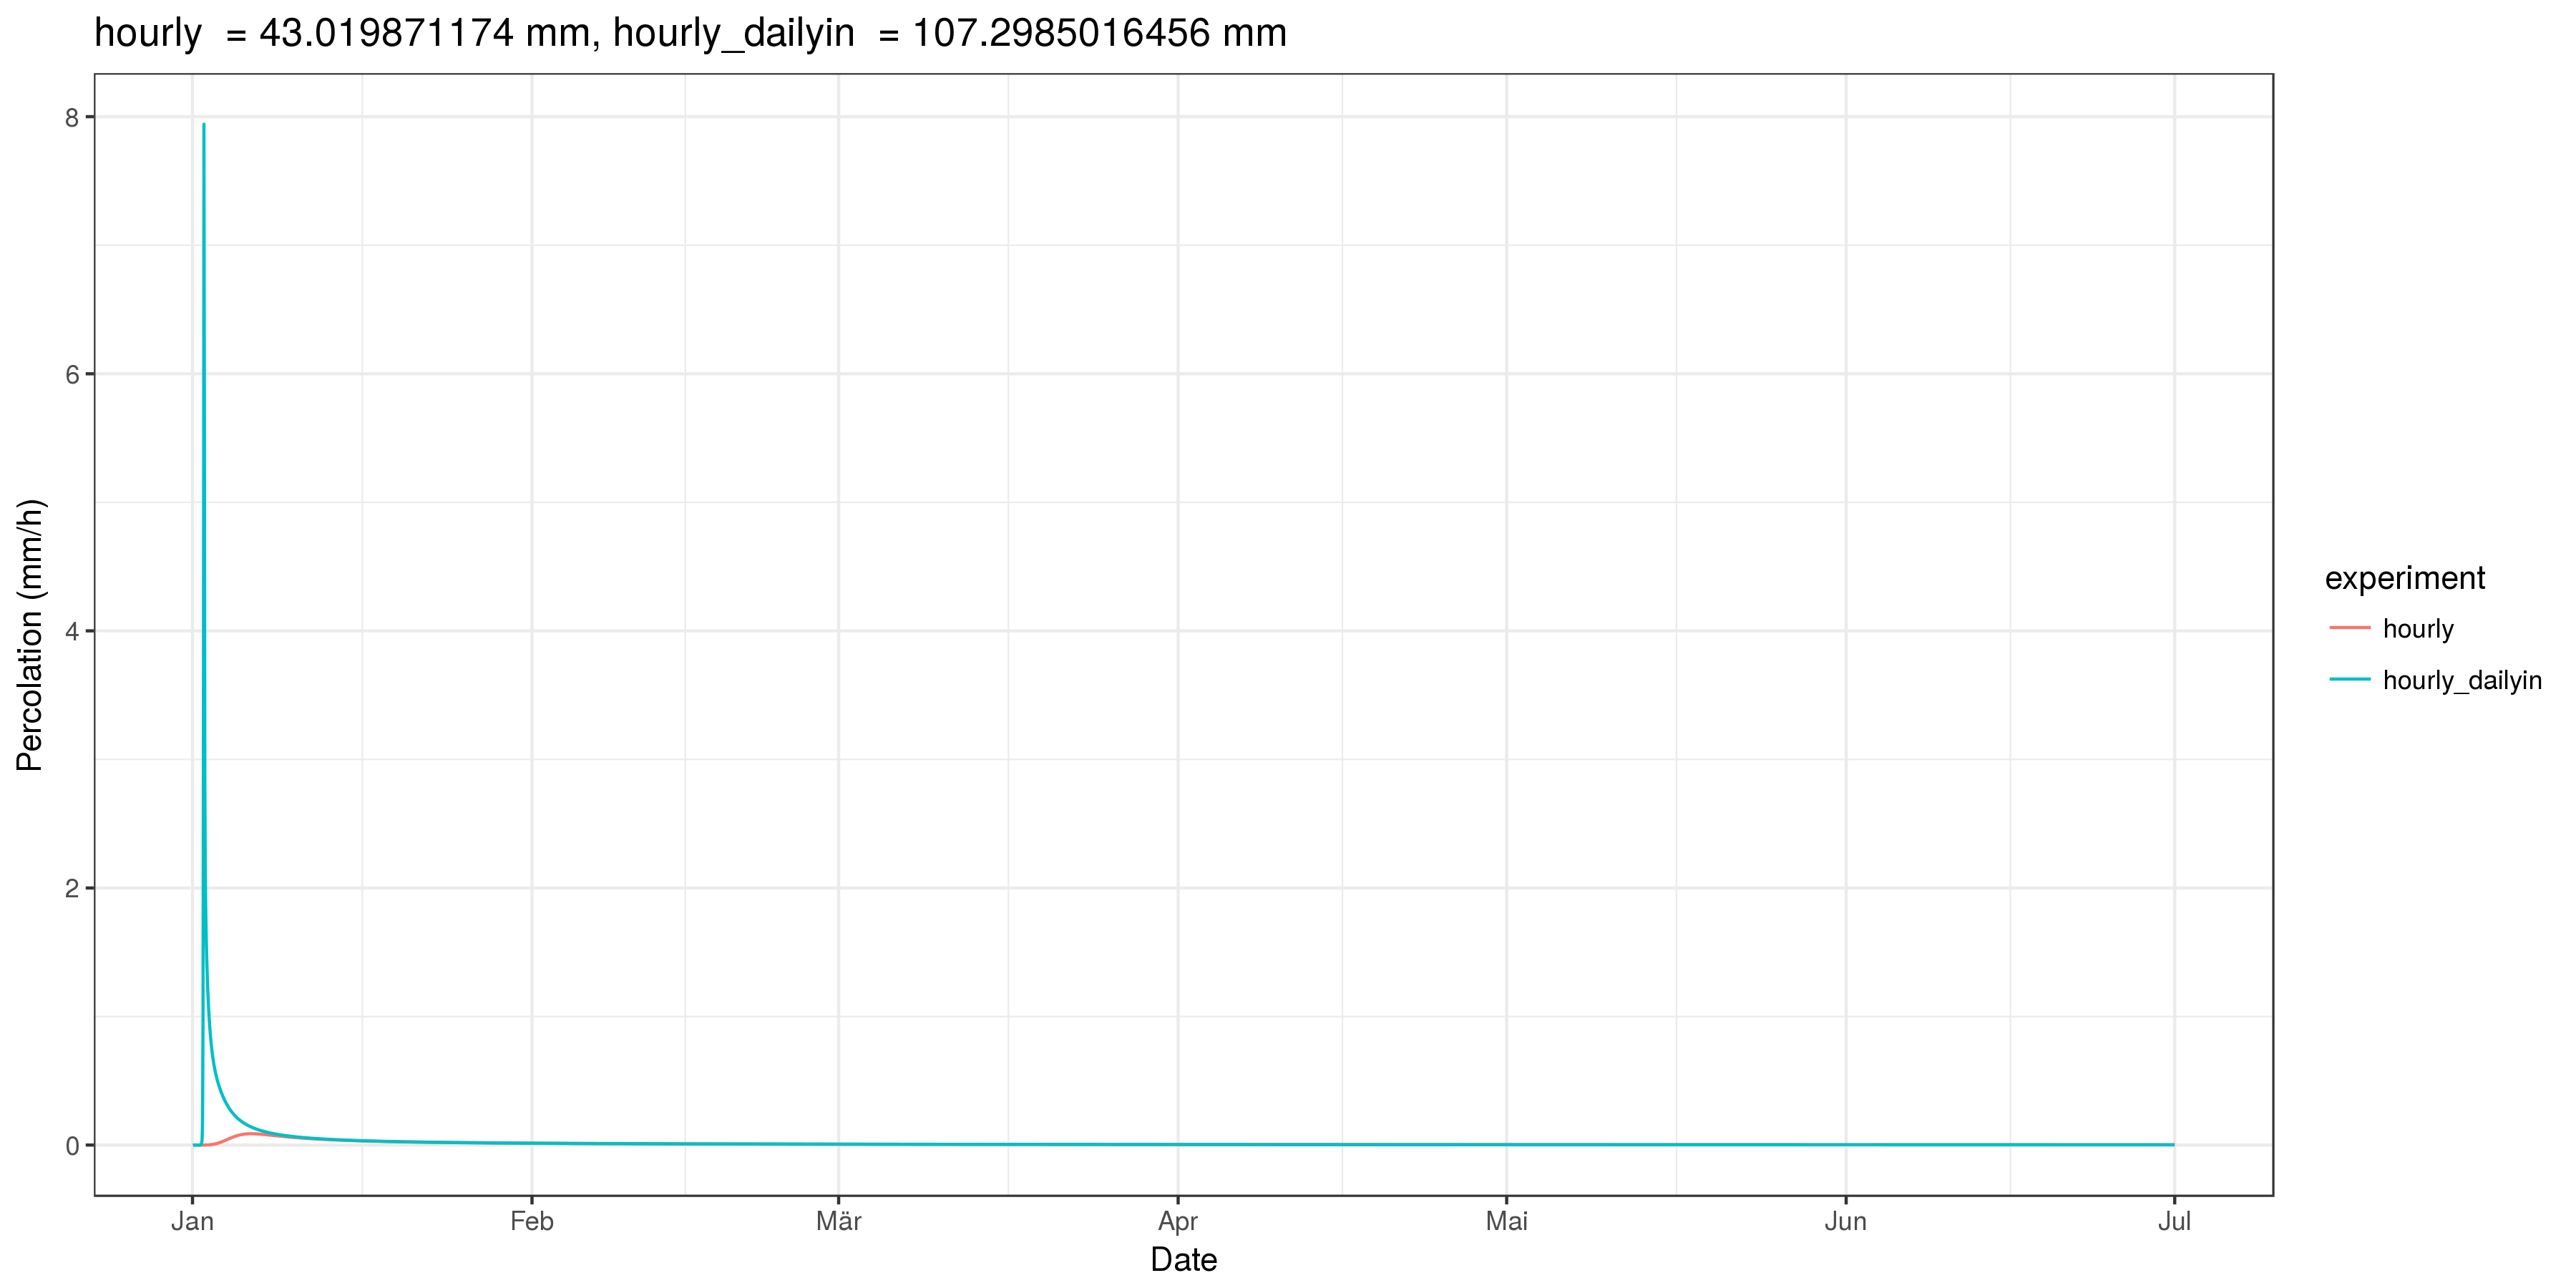 hourly  = 43.019871174 mm, hourly_dailyin  = 107.2985016456 mm
8
6
4
2
0
Percolation (mm/h)
Jan Feb Mär Apr Mai Jun Jul
Date
experiment
hourly
hourly_dailyin